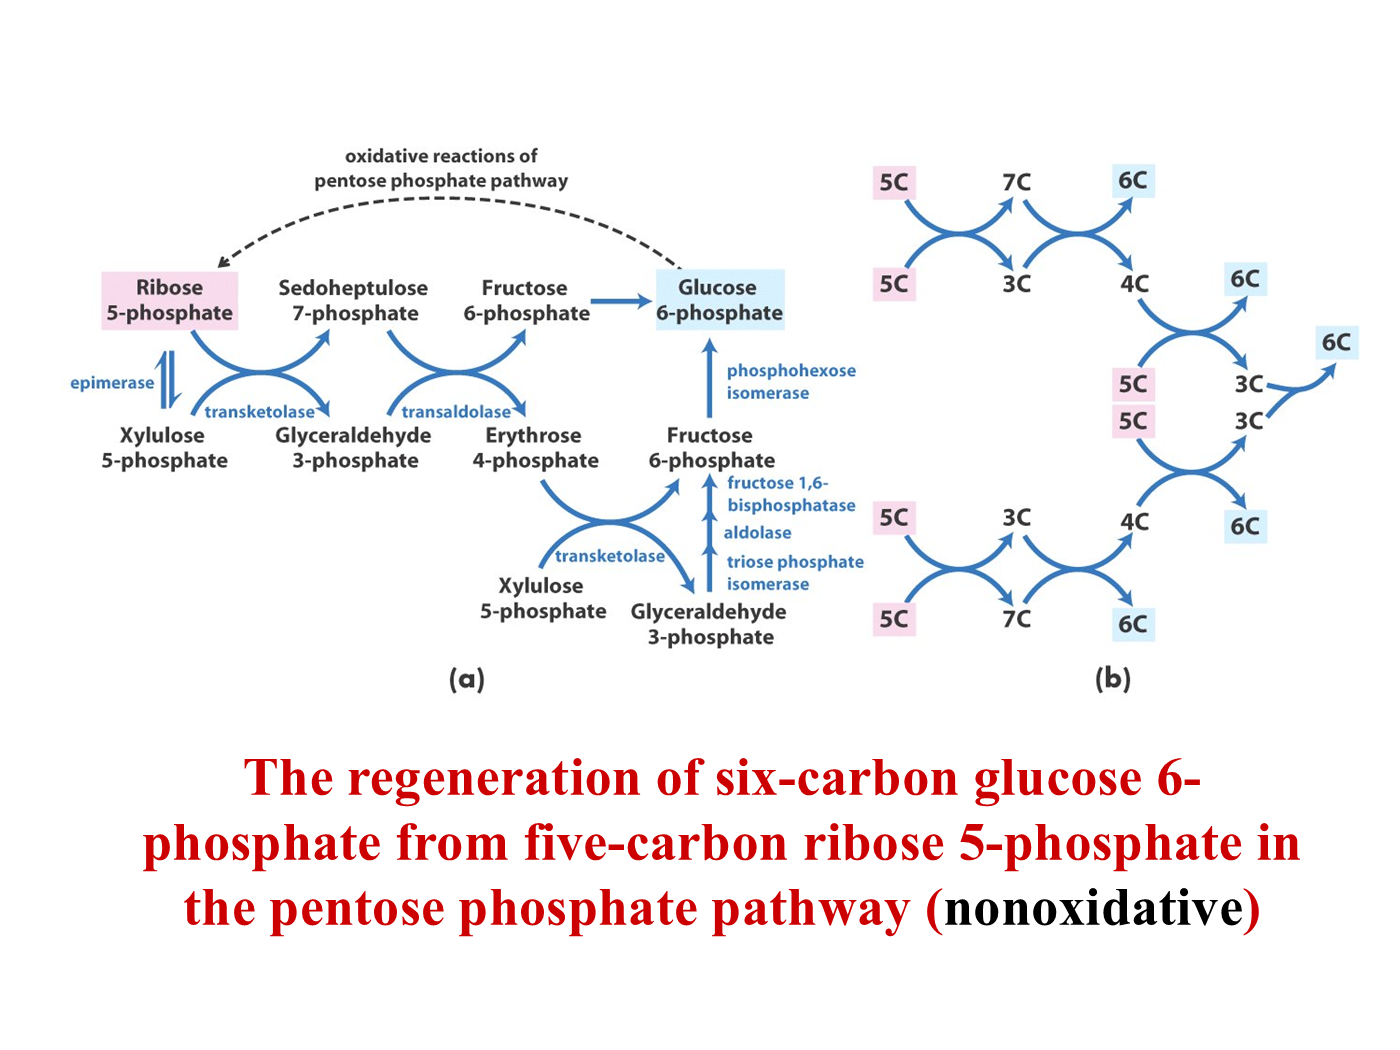 oxidative reactions of
pentose phosphate pathway
Ribose
5-phosphate
Sedoheptulose
7-phosphate
Fructose
6-phosphate
Glucose
6-phosphate
epimerase
transketolase
transaldolase
phosphohexose
isomerase
Xylulose
5-phosphate
Glyceraldehyde
3-phosphate
Erythrose
4-phosphate
Fructose
6-phosphate
fructose 1,6-
bisphosphatase
aldolase
triose phosphate
isomerase
transketolase
Xylulose
5-phosphate
Glyceraldehyde
3-phosphate
(a)
5C 7C 6C
5C 3C 4C
6C
6C
5C 3C
5C 3C
5C 3C 4C
6C
5C 7C 6C
(b)
The regeneration of six-carbon glucose 6-
phosphate from five-carbon ribose 5-phosphate in
the pentose phosphate pathway (nonoxidative)